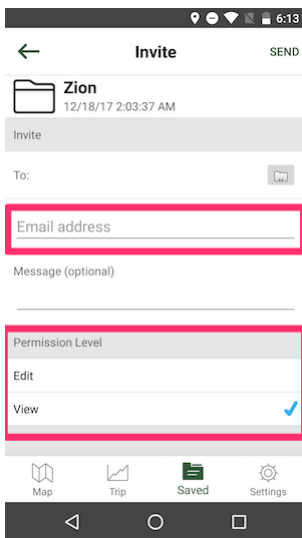 6:13
Invite
SEND
Zion
12/18/17 2:03:37 AM
Invite
To:
Email address
Message (optional)
Permission Level
Edit
View
Map
Trip
Saved
Settings